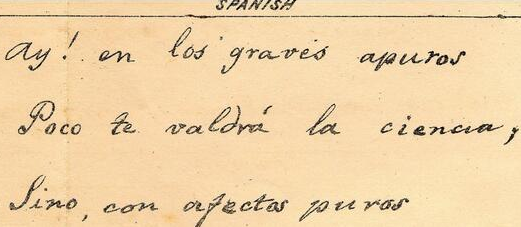 SPANISH
Ay! en los graves apuros
Poco te valdrá la ciencia,
Sino, con afectos puros